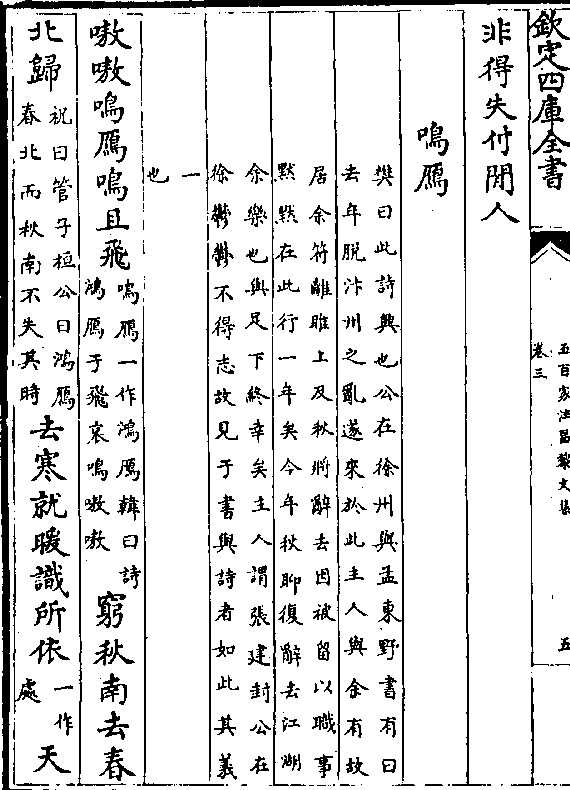 欽定四庫全書
五百家注昌黎文集
卷三
五
非得失付閒人
鳴鴈
樊曰此詩興也公在徐州與孟東野書有曰
去年脫汴州之亂遂來於此主人與余有故
居余符離睢上及秋將辭去因被留以職事
默默在此行一年矣今年秋聊復辭去江湖
余樂也與足下終幸矣主人謂張建封公在
徐鬱鬱不得志故見于書與詩者如此其義
一
也
嗷嗷鳴鴈鳴且飛鳴鴈一作鴻鴈韓曰詩鴻鴈于飛哀鳴嗷嗷窮秋南去春
北歸祝曰管子桓公曰鴻鴈春北而秋南不失其時去寒就暖識所依一作處天